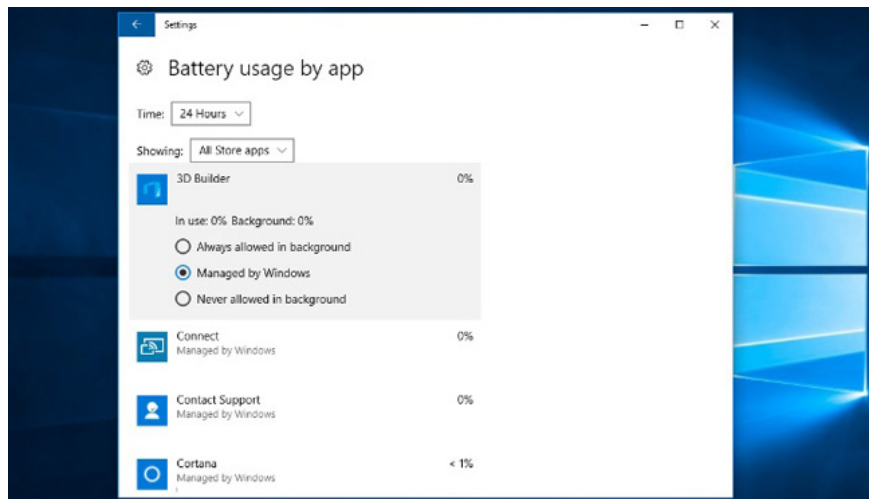 Settings
Battery usage by app
Time: 24 Hours
Showing: All Store apps
3D Builder 0%
In use: 0% Background: 0%
Always allowed in background
Managed by Windows
Never allowed in background
Connect 0%
Managed by Windows
Contact Support 0%
Managed by Windows
Cortana < 1%
Managed by Windows